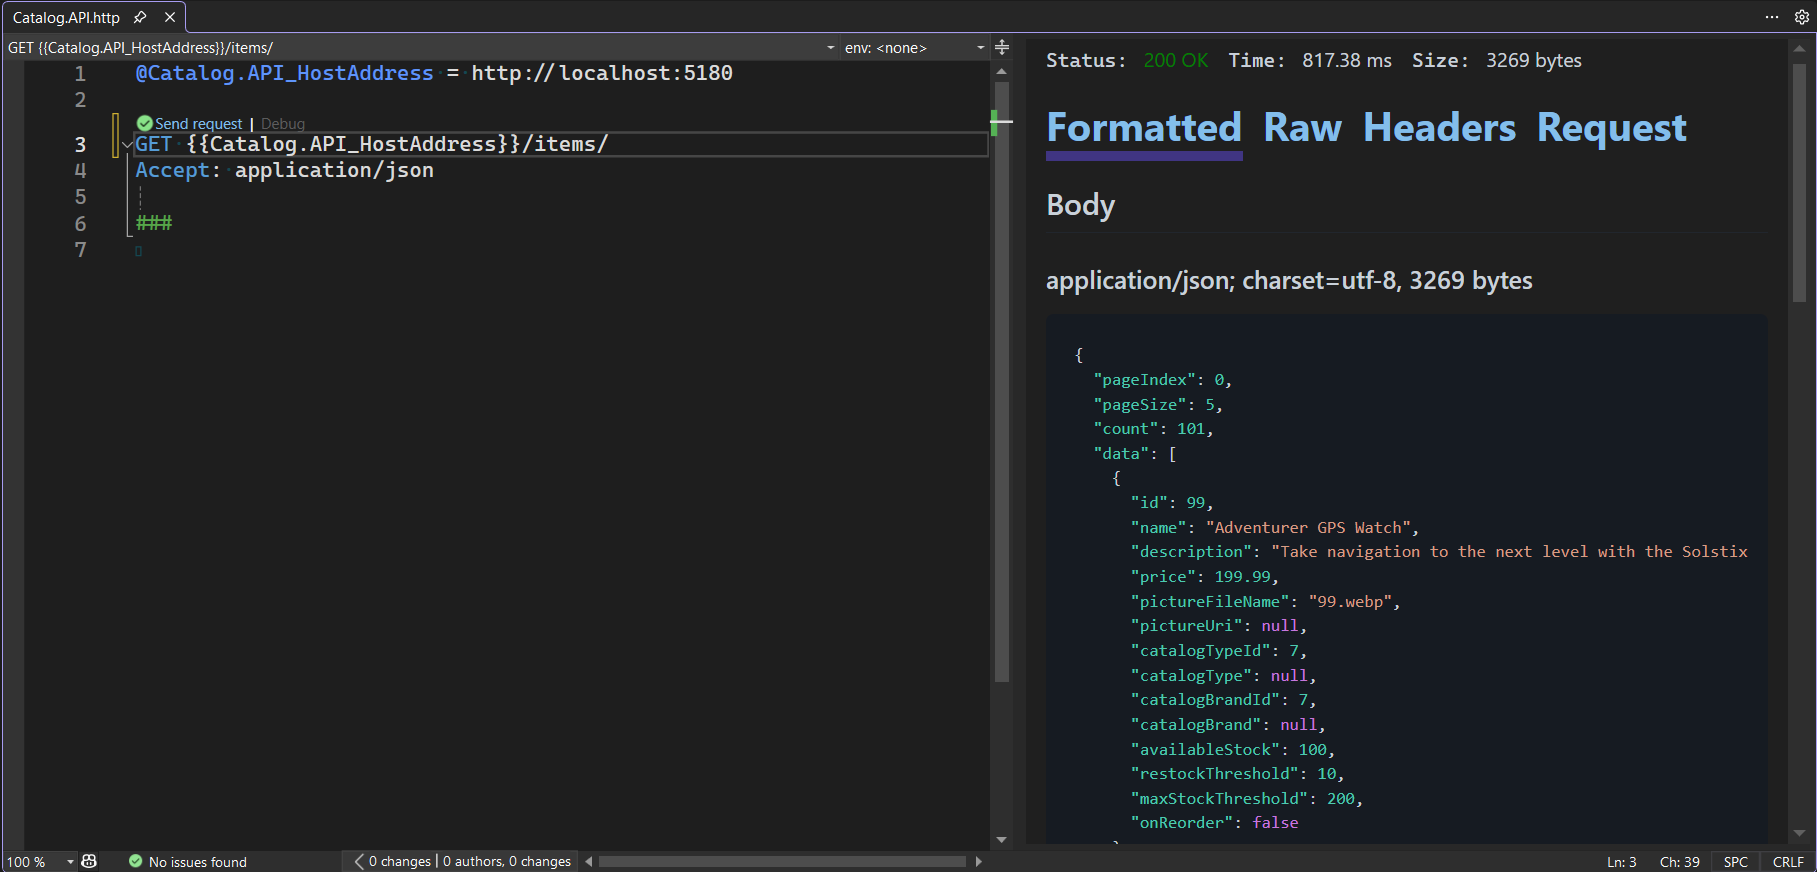 Catalog.API.http
GET {{Catalog.API_HostAddress}}/items/
env: <none>
1 @Catalog.API_HostAddress = http://localhost:5180
2
Send request | Debug
3 GET {{Catalog.API_HostAddress}}/items/
4 Accept: application/json
5
6 ###
7
Status: 200 OK Time: 817.38 ms Size: 3269 bytes
Formatted Raw Headers Request
Body
application/json; charset=utf-8, 3269 bytes
{
"pageIndex": 0,
"pageSize": 5,
"count": 101,
"data": [
{
"id": 99,
"name": "Adventurer GPS Watch",
"description": "Take navigation to the next level with the Solstix
"price": 199.99,
"pictureFileName": "99.webp",
"pictureUri": null,
"catalogTypeId": 7,
"catalogType": null,
"catalogBrandId": 7,
"catalogBrand": null,
"availableStock": 100,
"restockThreshold": 10,
"maxStockThreshold": 200,
"onReorder": false
100 %
No issues found
0 changes | 0 authors, 0 changes
Ln: 3 Ch: 39 SPC CRLF